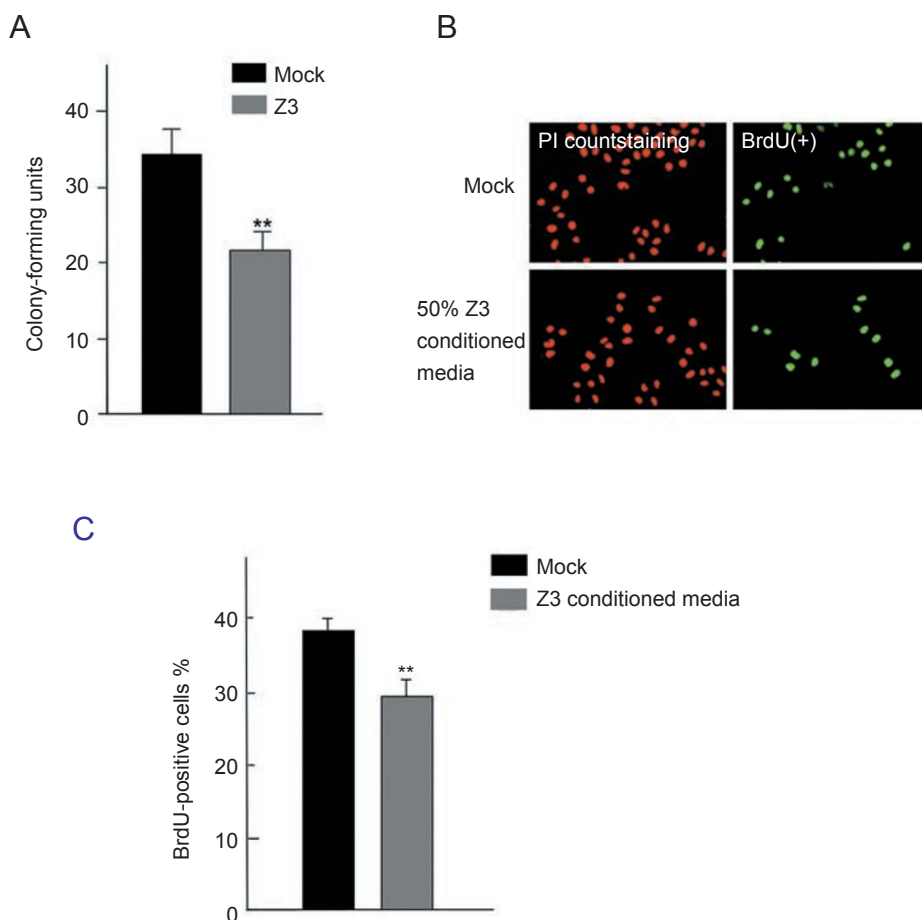 A
Colony-forming units
40
30
20
10
0
Mock
Z3
**
B
PI countstaining
BrdU(+)
Mock
50% Z3
conditioned
media
C
BrdU-positive cells %
40
30
20
10
0
Mock
Z3 conditioned media
**